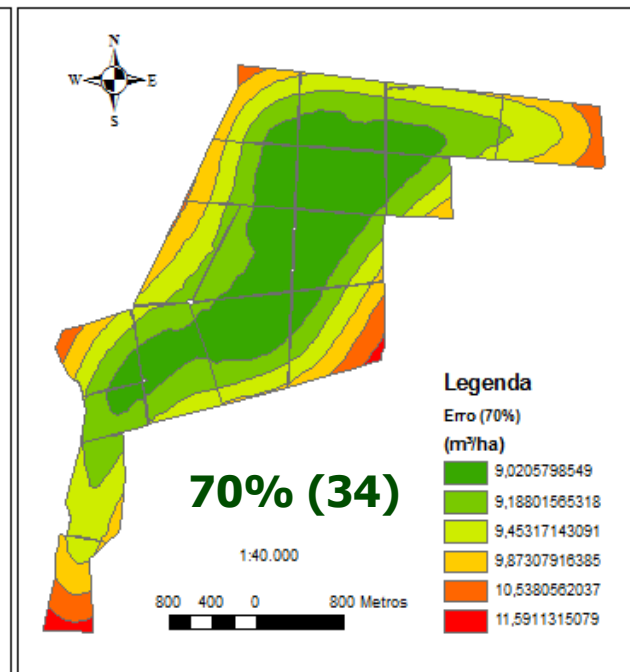 N
W E
S
Legenda
Erro (70%)
(m³/ha)
9,0205798549
9,18801565318
9,45317143091
9,87307916385
10,5380562037
11,5911315079
70% (34)
1:40.000
800 400 0 800 Metros